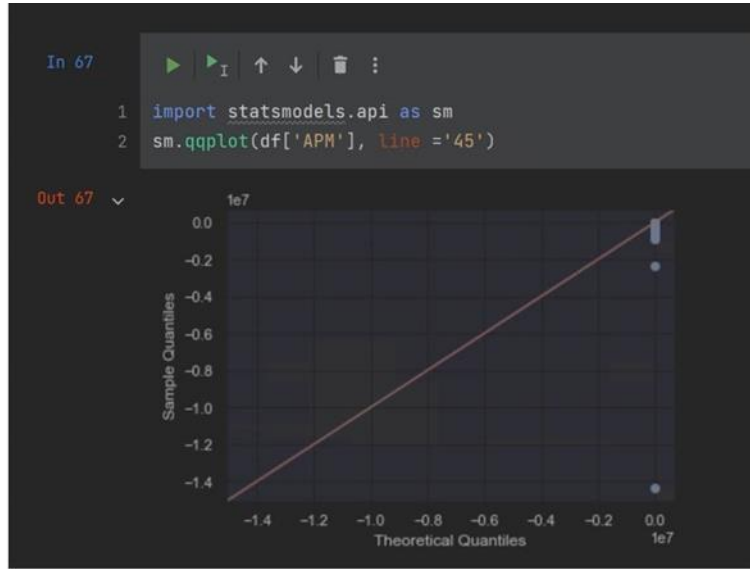 In 67
1 import statsmodels.api as sm
2 sm.qqplot(df['APM'], line ='45')
Out 67
1e7
0.0
−0.2
−0.4
−0.6
−0.8
−1.0
−1.2
−1.4
Sample Quantiles
−1.4 −1.2 −1.0 −0.8 −0.6 −0.4 −0.2 0.0
Theoretical Quantiles 1e7